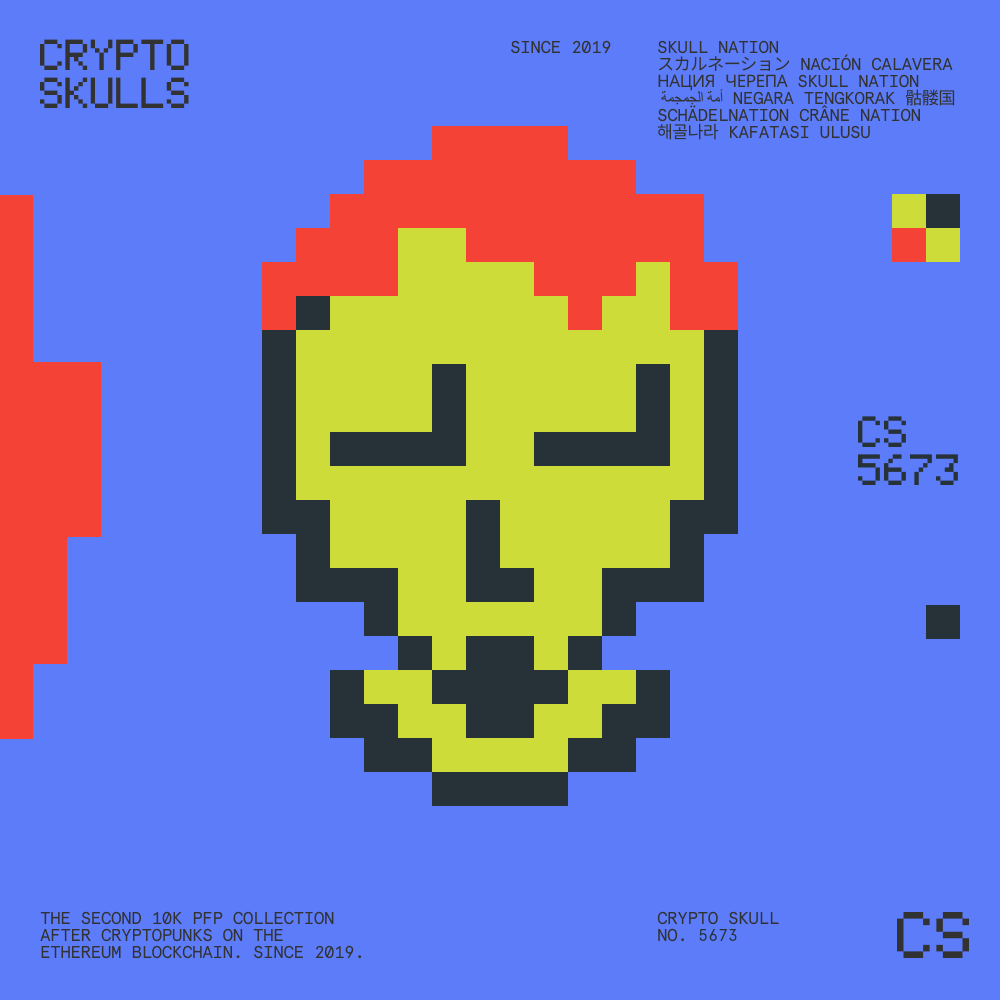 CRYPTO
SKULLS
SINCE 2019
SKULL NATION
スカルネーション NACIÓN CALAVERA
НАЦИЯ ЧЕРЕПА SKULL NATION
أمة الجمجمة NEGARA TENGKORAK 骷髅国
SCHÄDELNATION CRÂNE NATION
해골나라 KAFATASI ULUSU
CS
5673
THE SECOND 10K PFP COLLECTION
AFTER CRYPTOPUNKS ON THE
ETHEREUM BLOCKCHAIN. SINCE 2019.
CRYPTO SKULL
NO. 5673
CS